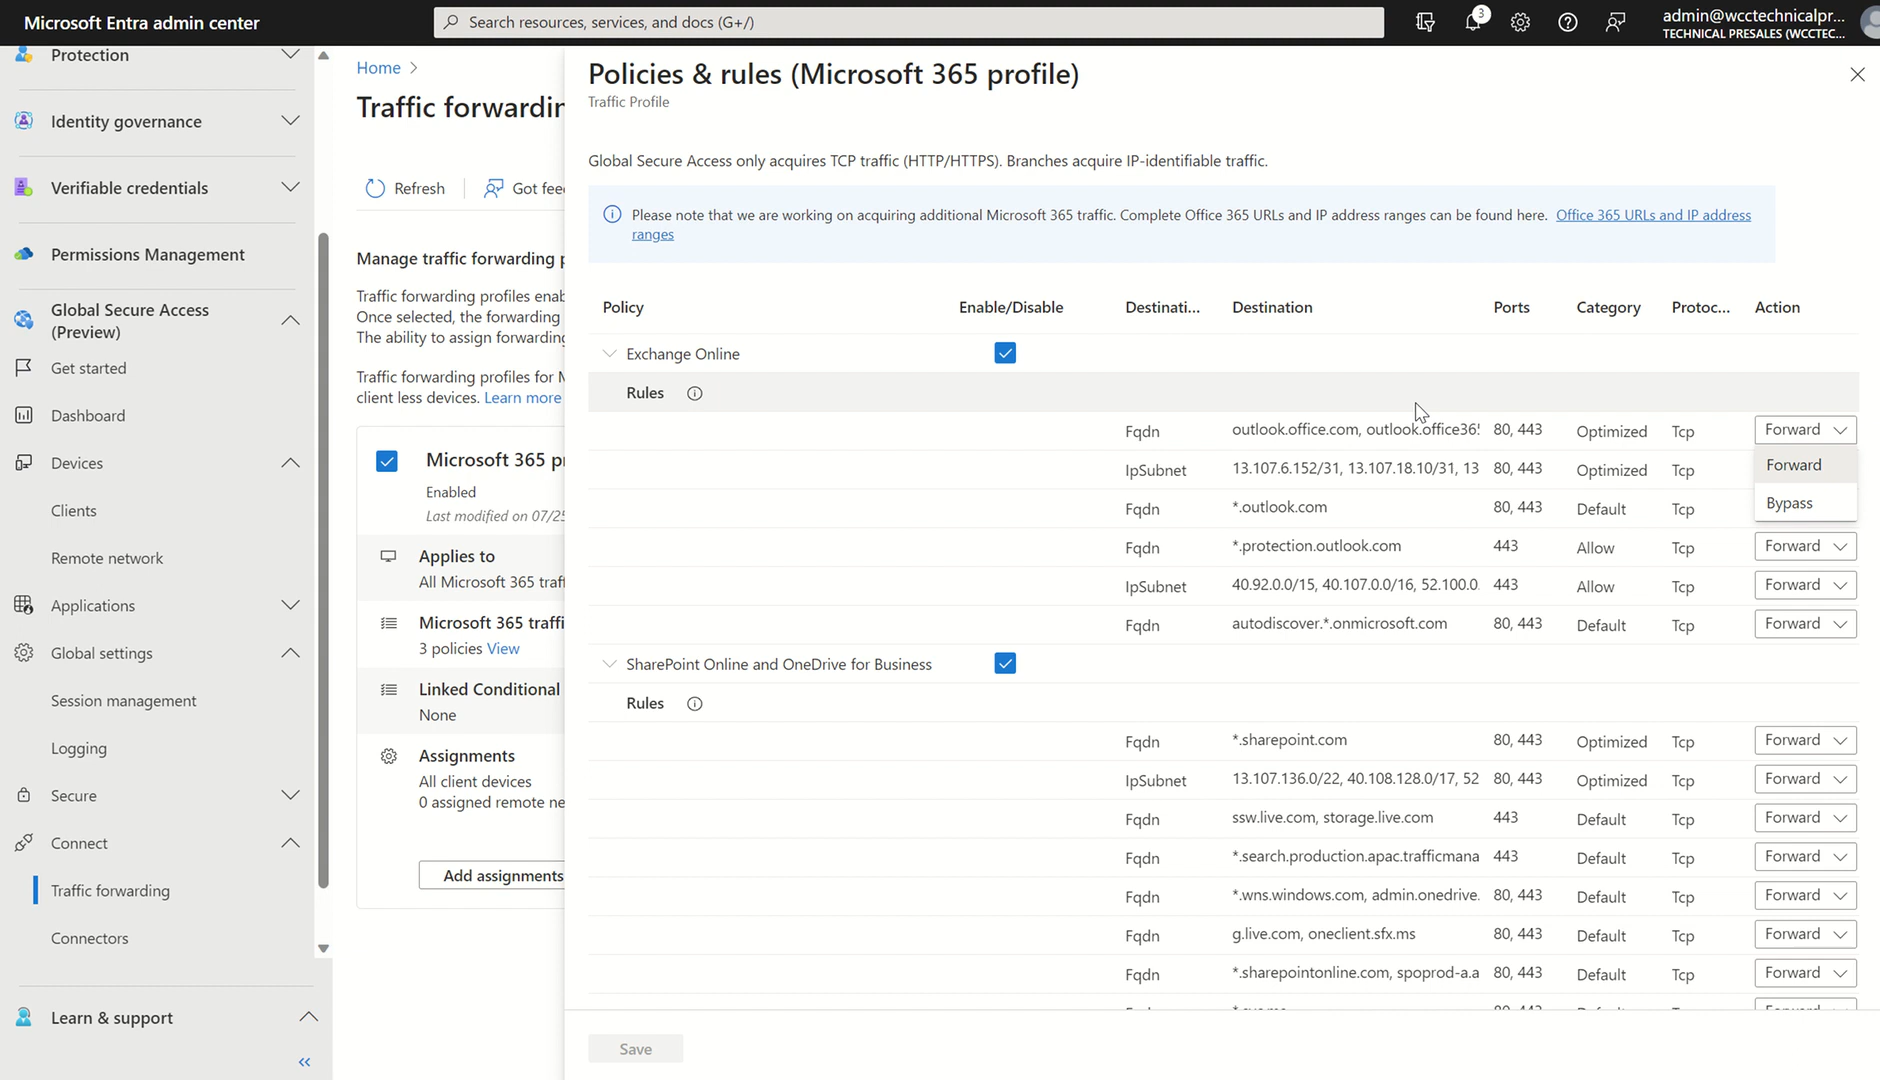 Microsoft Entra admin center
Search resources, services, and docs (G+/)
3
admin@wcctechnicalpr...
TECHNICAL PRESALES (WCCTEC...
Protection
Identity governance
Verifiable credentials
Permissions Management
Global Secure Access
(Preview)
Get started
Dashboard
Devices
Clients
Remote network
Applications
Global settings
Session management
Logging
Secure
Connect
Traffic forwarding
Connectors
Learn & support
Home
Traffic forwardin
Refresh
Got fee
Manage traffic forwarding p
Traffic forwarding profiles enab
Once selected, the forwarding
The ability to assign forwarding
Traffic forwarding profiles for M
client less devices. Learn more
Microsoft 365 p
Enabled
Last modified on 07/25
Applies to
All Microsoft 365 traf
Microsoft 365 traffi
3 policies View
Linked Conditional
None
Assignments
All client devices
0 assigned remote ne
Add assignments
Policies & rules (Microsoft 365 profile)
Traffic Profile
Global Secure Access only acquires TCP traffic (HTTP/HTTPS). Branches acquire IP-identifiable traffic.
Please note that we are working on acquiring additional Microsoft 365 traffic. Complete Office 365 URLs and IP address ranges can be found here. Office 365 URLs and IP address
ranges
Policy Enable/Disable Destinati... Destination Ports Category Protoc... Action
Exchange Online
Rules
Fqdn outlook.office.com, outlook.office365 80, 443 Optimized Tcp Forward
Forward
Bypass
IpSubnet 13.107.6.152/31, 13.107.18.10/31, 13 80, 443 Optimized Tcp
Fqdn *.outlook.com 80, 443 Default Tcp
Fqdn *.protection.outlook.com 443 Allow Tcp Forward
IpSubnet 40.92.0.0/15, 40.107.0.0/16, 52.100.0. 443 Allow Tcp Forward
Fqdn autodiscover.*.onmicrosoft.com 80, 443 Default Tcp Forward
SharePoint Online and OneDrive for Business
Rules
Fqdn *.sharepoint.com 80, 443 Optimized Tcp Forward
IpSubnet 13.107.136.0/22, 40.108.128.0/17, 52 80, 443 Optimized Tcp Forward
Fqdn ssw.live.com, storage.live.com 443 Default Tcp Forward
Fqdn *.search.production.apac.trafficmana 443 Default Tcp Forward
Fqdn *.wns.windows.com, admin.onedrive. 80, 443 Default Tcp Forward
Fqdn g.live.com, oneclient.sfx.ms 80, 443 Default Tcp Forward
Fqdn *.sharepointonline.com, spoprod-a.a 80, 443 Default Tcp Forward
Save